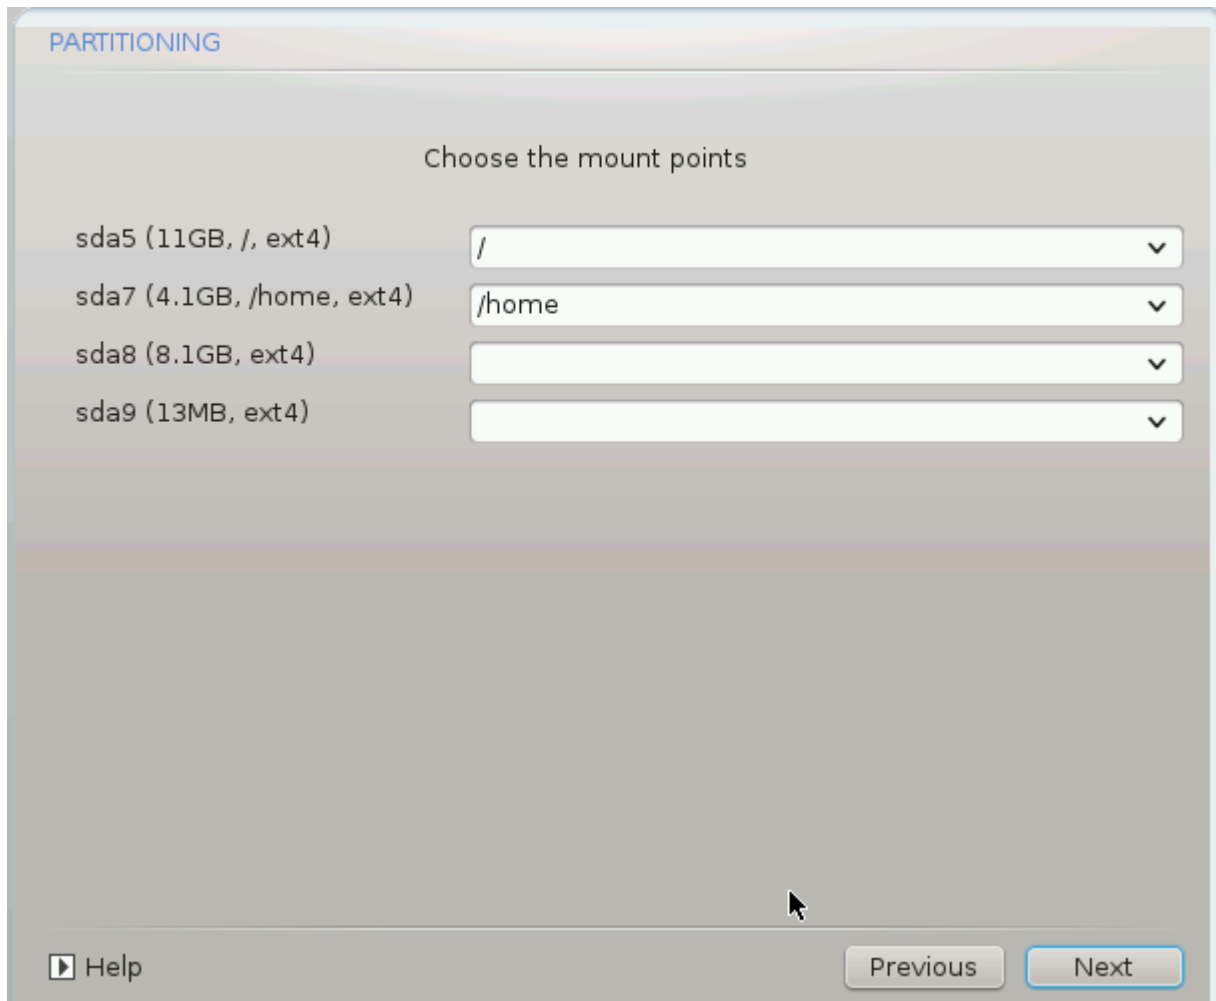 PARTITIONING
Choose the mount points
sda5 (11GB, /, ext4)
/
sda7 (4.1GB, /home, ext4)
/home
sda8 (8.1GB, ext4)
sda9 (13MB, ext4)
Help
Previous
Next